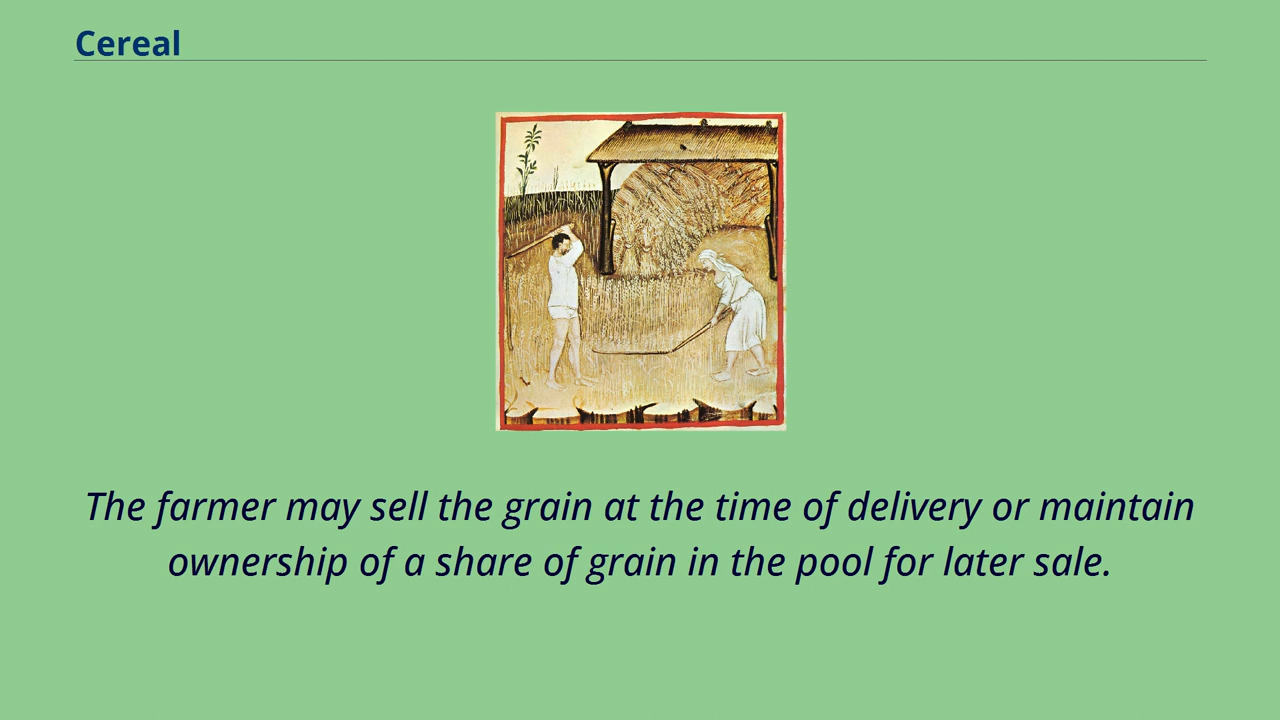 Cereal
The farmer may sell the grain at the time of delivery or maintain
ownership of a share of grain in the pool for later sale.